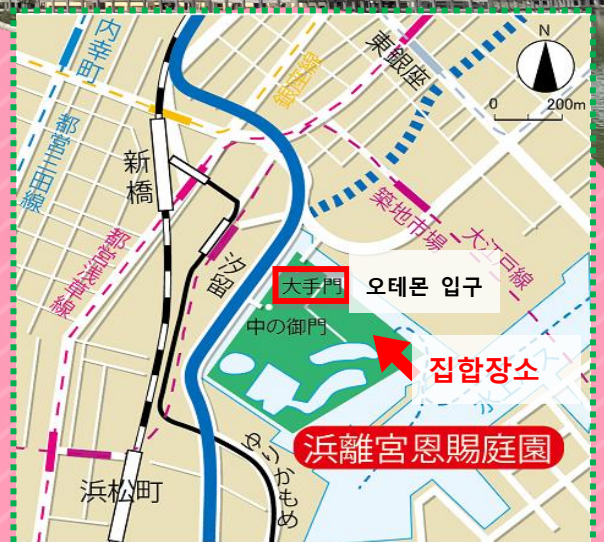 内幸町
東銀座
N
0 200m
銀座線
都営三田線
新橋
築地市場
大江戸線
都営浅草線
汐留
大手門
오테몬 입구
中の御門
집합장소
浜離宮恩賜庭園
ゆりかもめ
浜松町